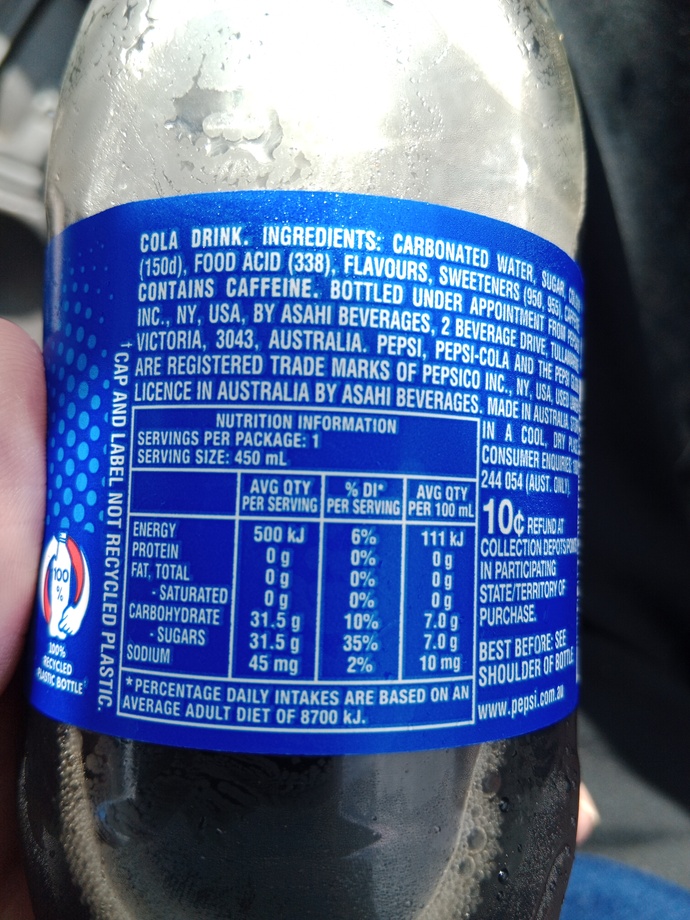 COLA DRINK. INGREDIENTS: CARBONATED WATER, SUGAR,
(150d), FOOD ACID (338), FLAVOURS, SWEETENERS (950, 955),
CONTAINS CAFFEINE. BOTTLED UNDER APPOINTMENT FROM
INC., NY, USA, BY ASAHI BEVERAGES, 2 BEVERAGE DRIVE,
VICTORIA, 3043, AUSTRALIA. PEPSI, PEPSI-COLA AND THE PEPSI
ARE REGISTERED TRADE MARKS OF PEPSICO INC., NY, USA, USED
LICENCE IN AUSTRALIA BY ASAHI BEVERAGES. MADE IN AUSTRALIA.
IN A COOL, DRY
CONSUMER ENQUIRIES:
244 054 (AUST. ONLY).
†CAP AND LABEL NOT RECYCLED PLASTIC.
NUTRITION INFORMATION
SERVINGS PER PACKAGE: 1
SERVING SIZE: 450 mL
AVG QTY PER SERVING % DI* PER SERVING AVG QTY PER 100 mL
ENERGY 500 kJ 6% 111 kJ
PROTEIN 0 g 0% 0 g
FAT, TOTAL 0 g 0% 0 g
- SATURATED 0 g 0% 0 g
CARBOHYDRATE 31.5 g 10% 7.0 g
- SUGARS 31.5 g 35% 7.0 g
SODIUM 45 mg 2% 10 mg
*PERCENTAGE DAILY INTAKES ARE BASED ON AN
AVERAGE ADULT DIET OF 8700 kJ.
10¢ REFUND AT
COLLECTION DEPOTS/POINTS
IN PARTICIPATING
STATE/TERRITORY OF
PURCHASE.
BEST BEFORE: SEE
SHOULDER OF BOTTLE.
www.pepsi.com.au
100
%
100%
RECYCLED
PLASTIC BOTTLE†